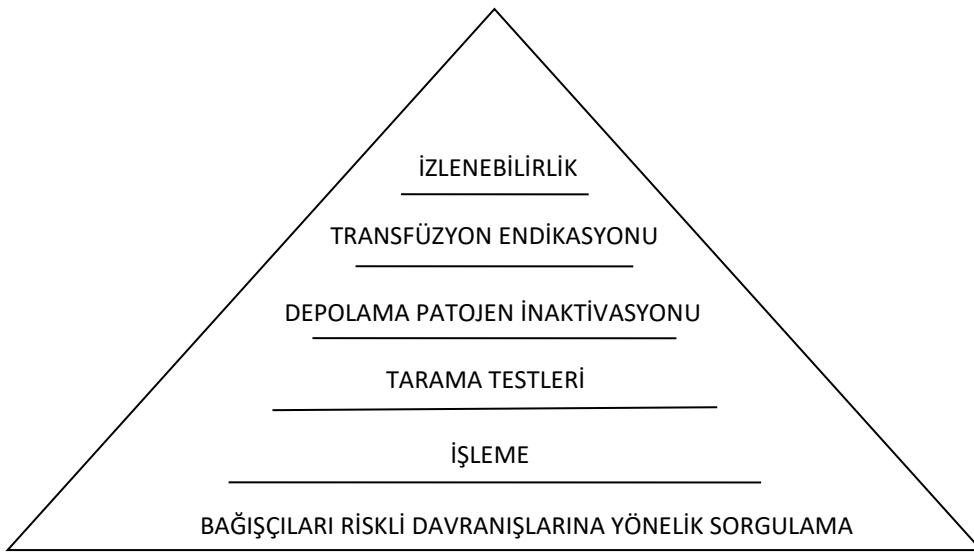 İZLENEBİLİRLİK
TRANSFÜZYON ENDİKASYONU
DEPOLAMA PATOJEN İNAKTİVASYONU
TARAMA TESTLERİ
İŞLEME
BAĞIŞÇILARI RİSKLİ DAVRANIŞLARINA YÖNELİK SORGULAMA